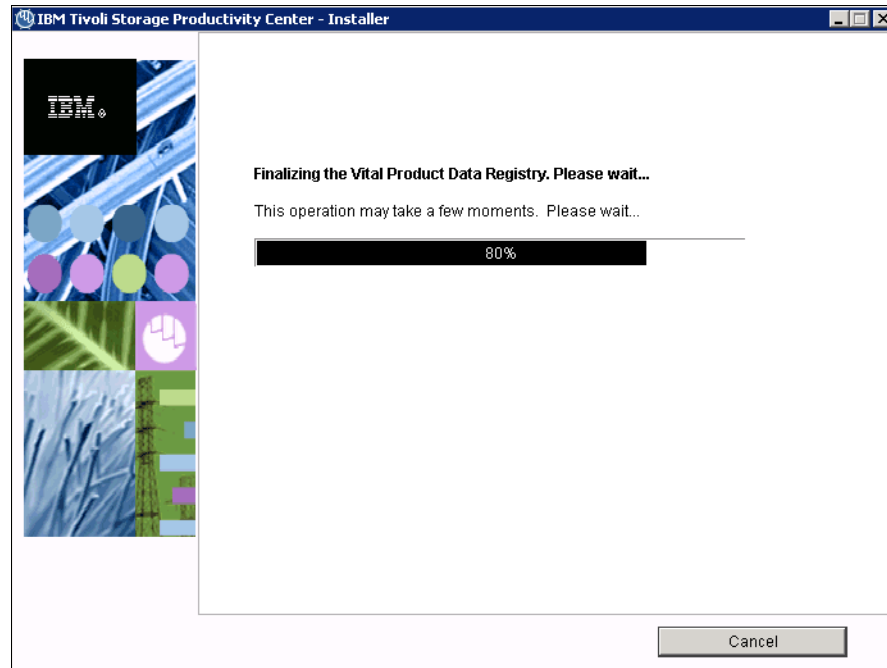 IBM Tivoli Storage Productivity Center - Installer
IBM®
Finalizing the Vital Product Data Registry. Please wait...
This operation may take a few moments. Please wait...
80%
Cancel